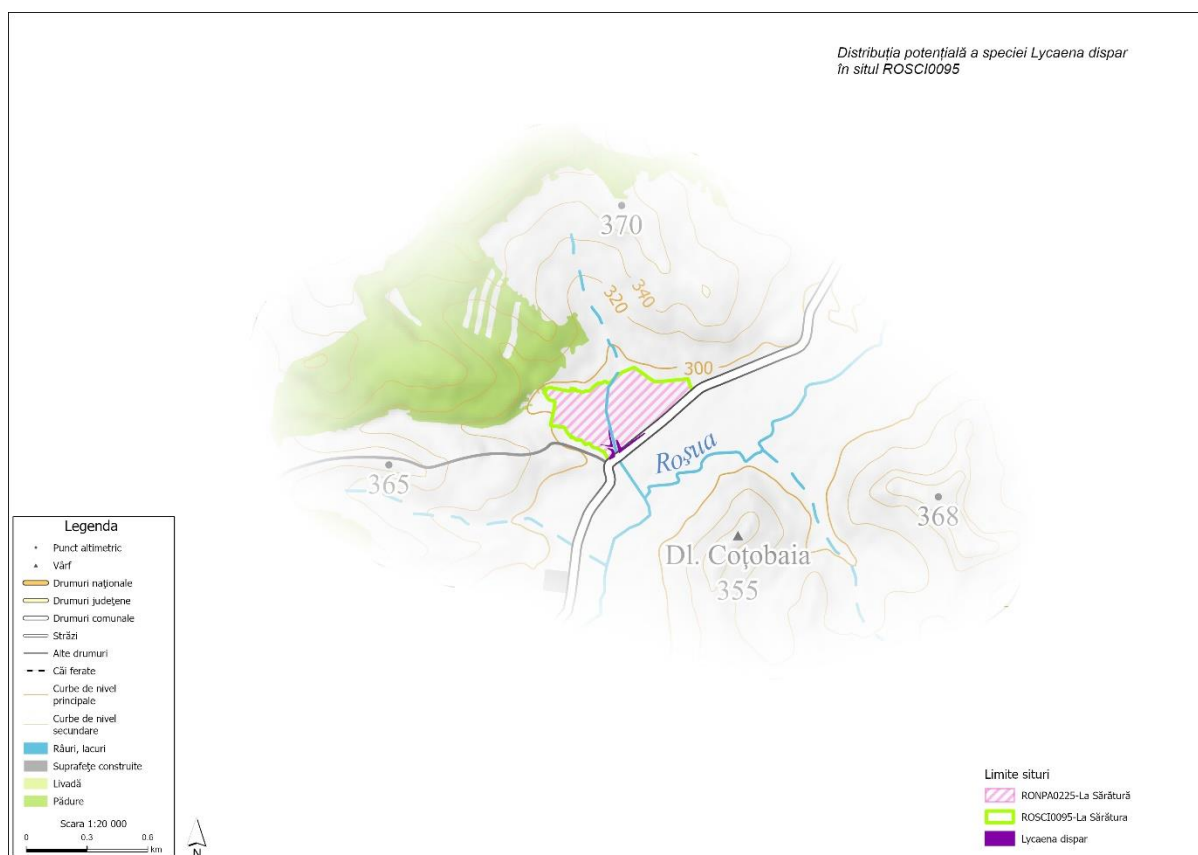 Distribuția potențială a speciei Lycaena dispar
în situl ROSCI0095
370
340
320
300
Roșua
365
368
Dl. Coțobaia
355
Legenda
Punct altimetric
Vârf
Drumuri naționale
Drumuri județene
Drumuri comunale
Străzi
Alte drumuri
Căi ferate
Curbe de nivel
principale
Curbe de nivel
secundare
Râuri, lacuri
Suprafețe construite
Livadă
Pădure
Scara 1:20 000
0 0.3 0.6
km
N
Limite situri
RONPA0225-La Sărătură
ROSCI0095-La Sărătura
Lycaena dispar